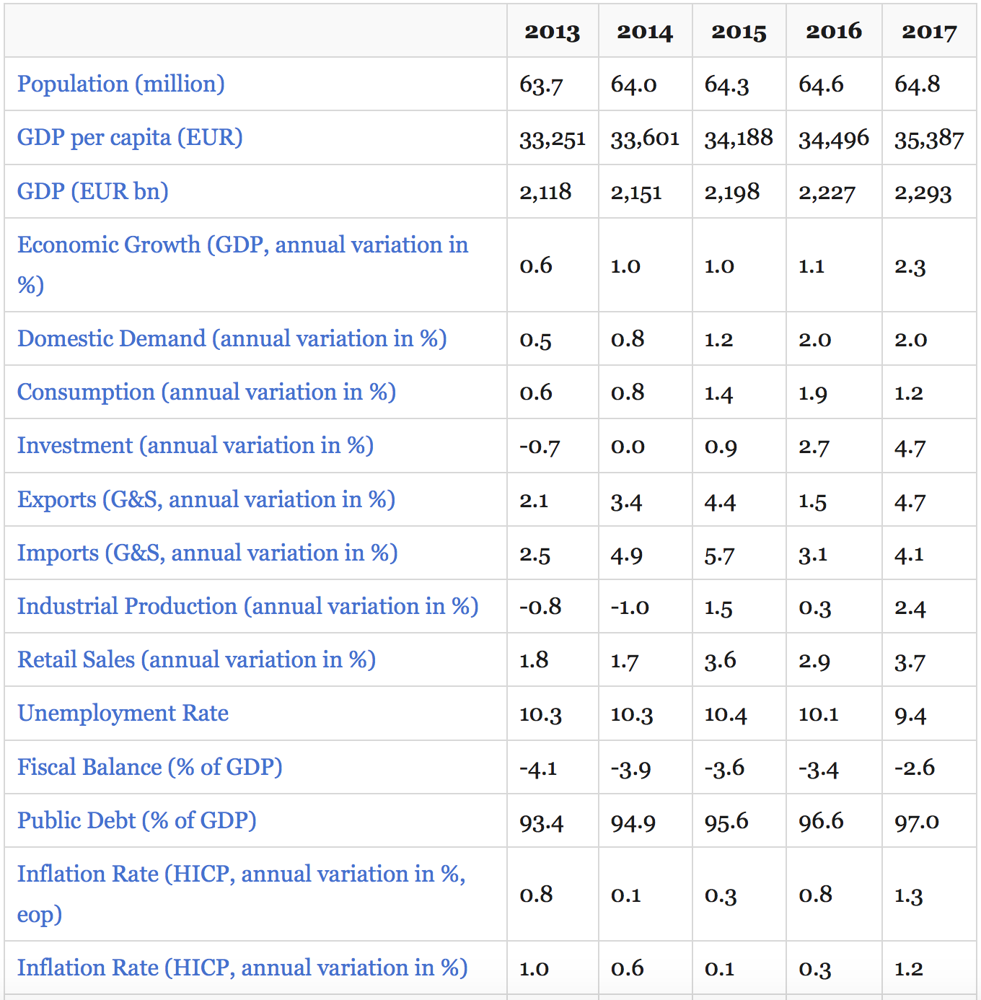 2013 2014 2015 2016 2017
Population (million) 63.7 64.0 64.3 64.6 64.8
GDP per capita (EUR) 33,251 33,601 34,188 34,496 35,387
GDP (EUR bn) 2,118 2,151 2,198 2,227 2,293
Economic Growth (GDP, annual variation in
%) 0.6 1.0 1.0 1.1 2.3
Domestic Demand (annual variation in %) 0.5 0.8 1.2 2.0 2.0
Consumption (annual variation in %) 0.6 0.8 1.4 1.9 1.2
Investment (annual variation in %) -0.7 0.0 0.9 2.7 4.7
Exports (G&S, annual variation in %) 2.1 3.4 4.4 1.5 4.7
Imports (G&S, annual variation in %) 2.5 4.9 5.7 3.1 4.1
Industrial Production (annual variation in %) -0.8 -1.0 1.5 0.3 2.4
Retail Sales (annual variation in %) 1.8 1.7 3.6 2.9 3.7
Unemployment Rate 10.3 10.3 10.4 10.1 9.4
Fiscal Balance (% of GDP) -4.1 -3.9 -3.6 -3.4 -2.6
Public Debt (% of GDP) 93.4 94.9 95.6 96.6 97.0
Inflation Rate (HICP, annual variation in %,
eop) 0.8 0.1 0.3 0.8 1.3
Inflation Rate (HICP, annual variation in %) 1.0 0.6 0.1 0.3 1.2